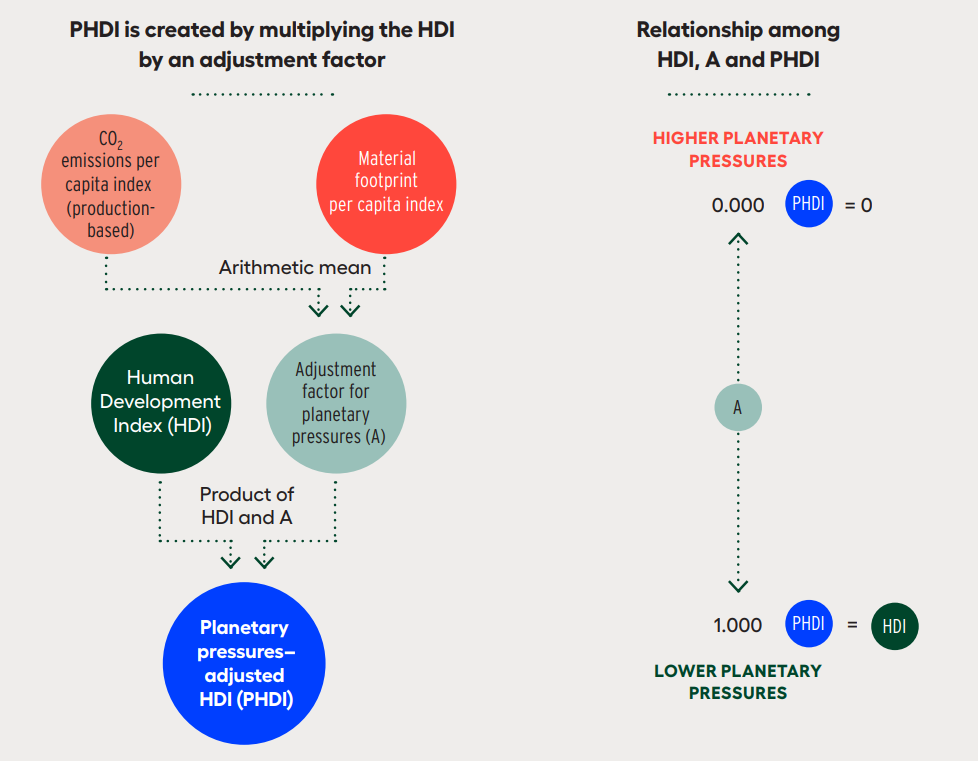 PHDI is created by multiplying the HDI
by an adjustment factor
CO₂
emissions per
capita index
(production-
based)
Material
footprint
per capita index
Arithmetic mean
Human
Development
Index (HDI)
Adjustment
factor for
planetary
pressures (A)
Product of
HDI and A
Planetary
pressures–
adjusted
HDI (PHDI)
Relationship among
HDI, A and PHDI
HIGHER PLANETARY
PRESSURES
0.000 PHDI = 0
A
1.000 PHDI = HDI
LOWER PLANETARY
PRESSURES